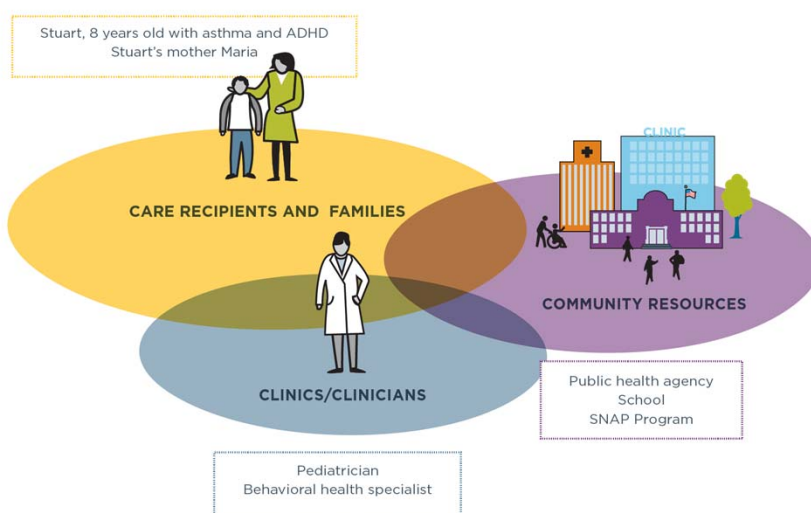 Stuart, 8 years old with asthma and ADHD
Stuart's mother Maria
CLINIC
CARE RECIPIENTS AND FAMILIES
COMMUNITY RESOURCES
CLINICS/CLINICIANS
Public health agency
School
SNAP Program
Pediatrician
Behavioral health specialist